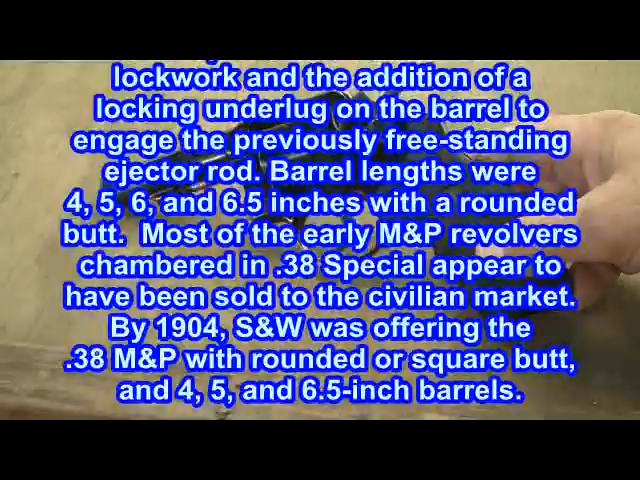 lockwork and the addition of a
locking underlug on the barrel to
engage the previously free-standing
ejector rod. Barrel lengths were
4, 5, 6, and 6.5 inches with a rounded
butt.  Most of the early M&P revolvers
chambered in .38 Special appear to
have been sold to the civilian market.
By 1904, S&W was offering the
.38 M&P with rounded or square butt,
and 4, 5, and 6.5-inch barrels.